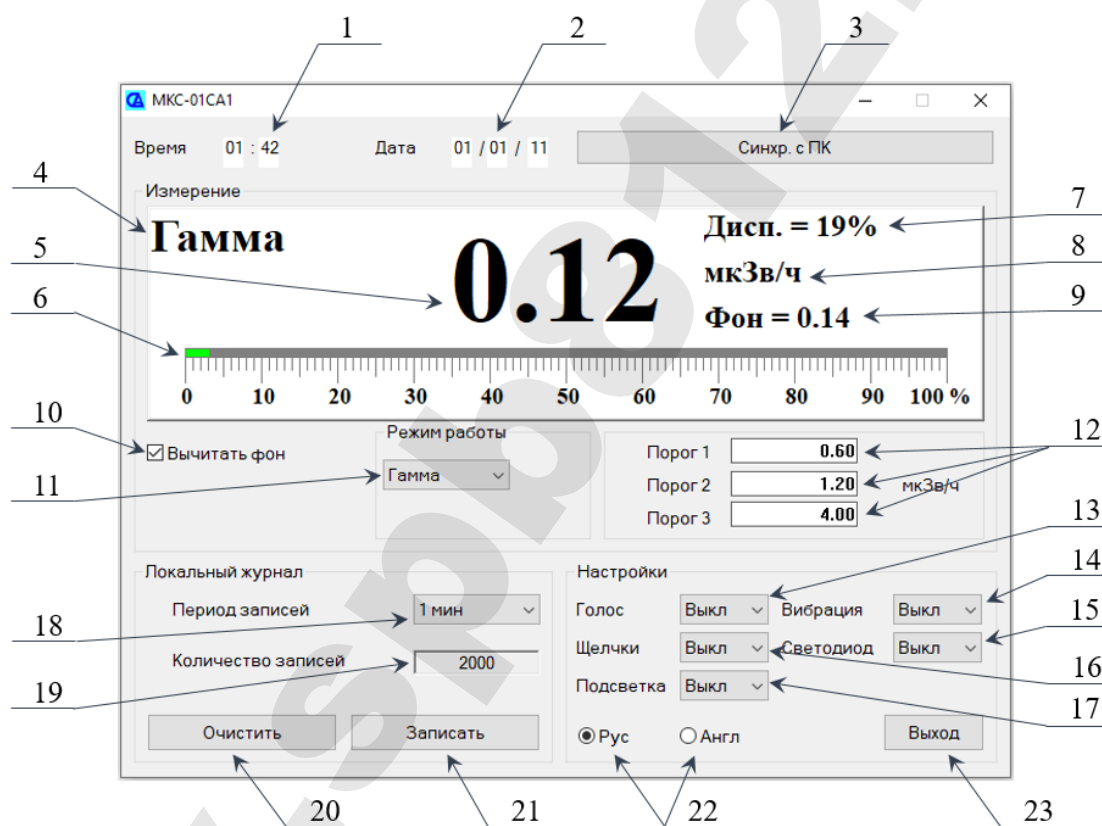 1 2 3
МКС-01СА1
Время 01 : 42 Дата 01 / 01 / 11 Синхр. с ПК
4
Измерение
7
Гамма
Дисп. = 19%
5
0.12
8
мкЗв/ч
6
9
Фон = 0.14
0 10 20 30 40 50 60 70 80 90 100 %
10
12
Вычитать фон
Режим работы
Порог 1 0.60
11
Гамма
Порог 2 1.20 мкЗв/ч
Порог 3 4.00
13
Локальный журнал
Настройки
14
Период записей 1 мин
Голос Выкл Вибрация Выкл
15
18
Щелчки Выкл Светодиод Выкл
Количество записей 2000
16
19
Подсветка Выкл
17
Очистить Записать
Рус Англ Выход
20 21 22 23
spb812